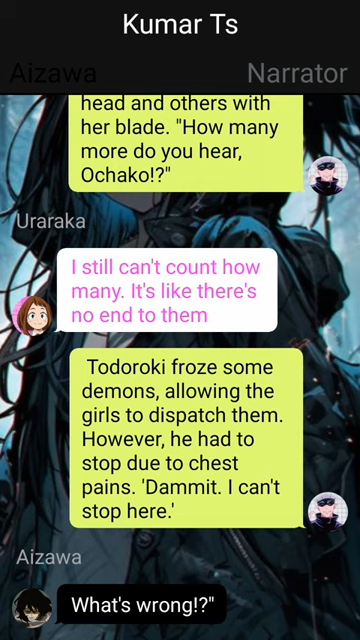 Kumar Ts
Aizawa
Narrator
head and others with
her blade. "How many
more do you hear,
Ochako!?"
Uraraka
I still can't count how
many. It's like there's
no end to them
Todoroki froze some
demons, allowing the
girls to dispatch them.
However, he had to
stop due to chest
pains. 'Dammit. I can't
stop here.'
Aizawa
What's wrong!?"